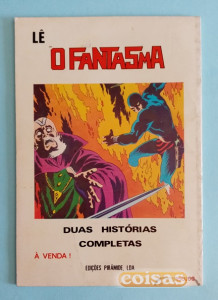 LÊ
O FANTASMA
DUAS HISTÓRIAS
COMPLETAS
À VENDA!
EDIÇÕES PIRÂMIDE LDA
coisas